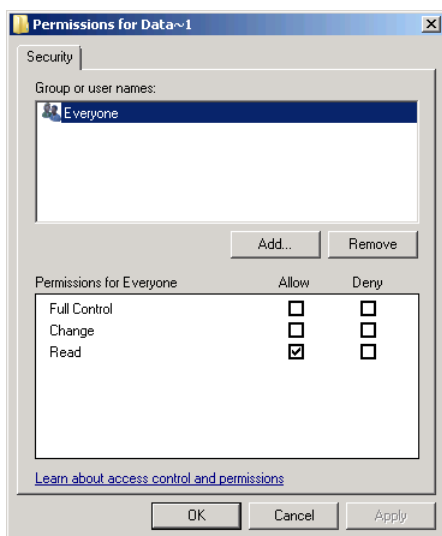 Permissions for Data~1
Security
Group or user names:
Everyone
Add... Remove
Permissions for Everyone Allow Deny
Full Control
Change
Read
Learn about access control and permissions
OK Cancel Apply